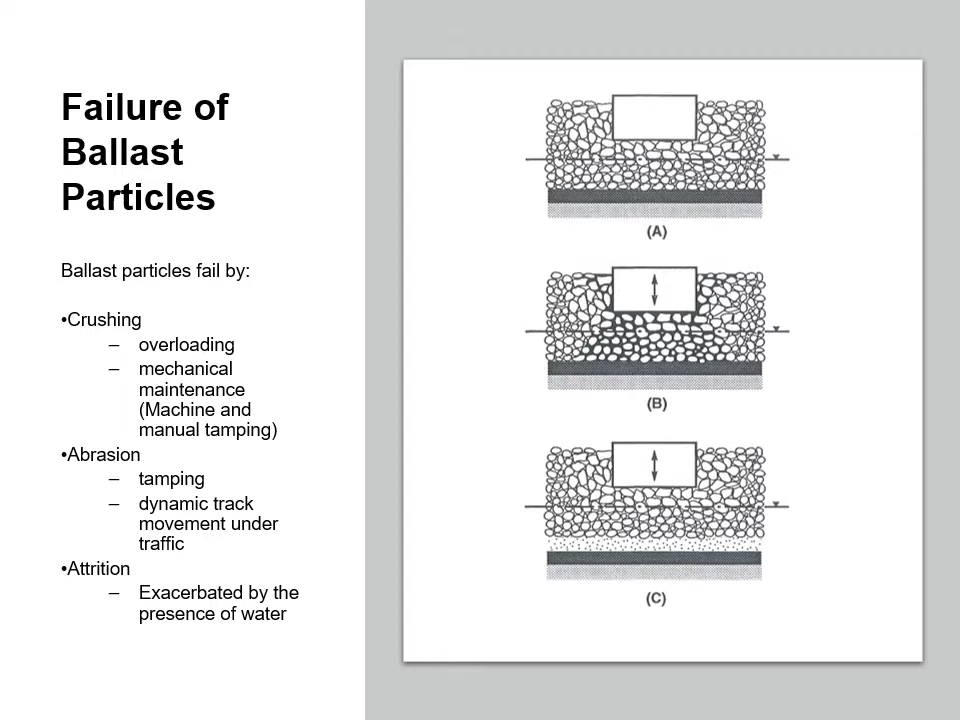 Failure of
Ballast
Particles
Ballast particles fail by:
•Crushing
– overloading
– mechanical
maintenance
(Machine and
manual tamping)
•Abrasion
– tamping
– dynamic track
movement under
traffic
•Attrition
– Exacerbated by the
presence of water
(A)
(B)
(C)